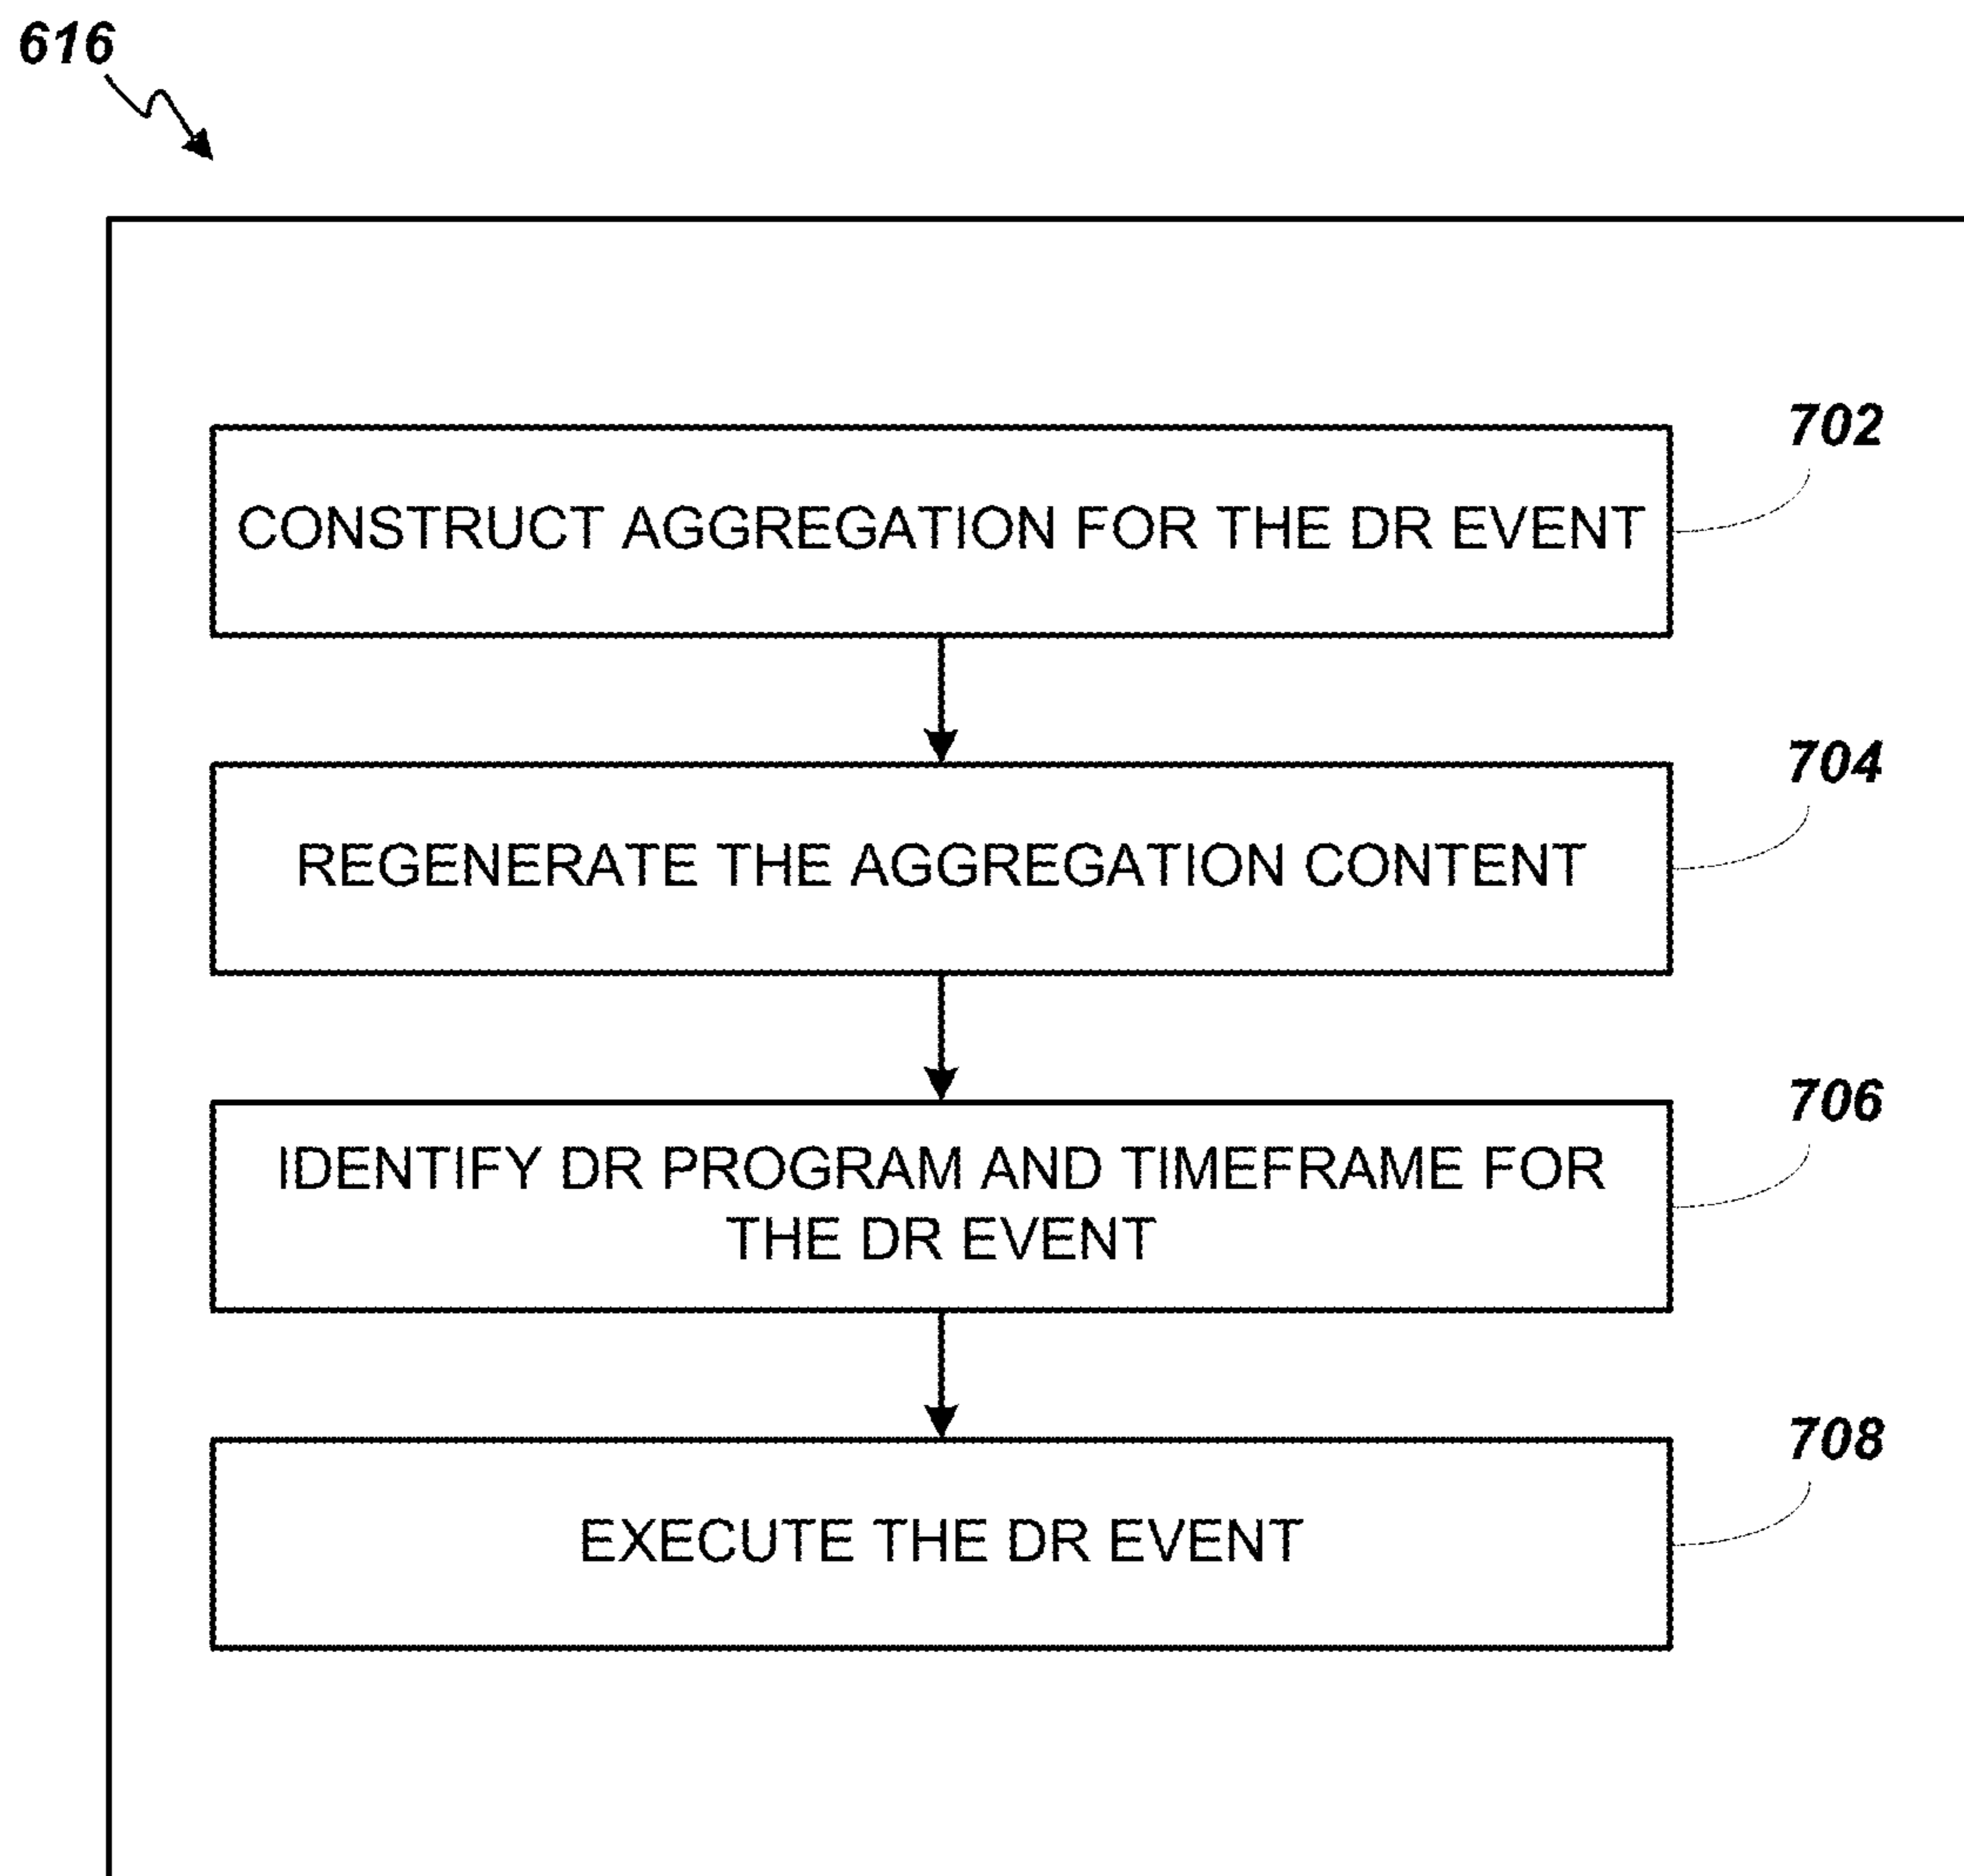 616
702
CONSTRUCT AGGREGATION FOR THE DR EVENT
704
REGENERATE THE AGGREGATION CONTENT
706
IDENTIFY DR PROGRAM AND TIMEFRAME FOR
THE DR EVENT
708
EXECUTE THE DR EVENT